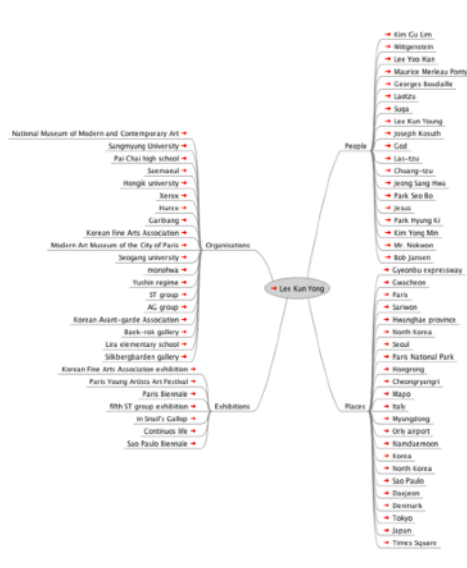 Lee Kun Yong
People
Kim Gu Lim
Wittgenstein
Lee Yoo Han
Maurice Merleau Ponty
Georges Boudaille
Laotzu
Suga
Lee Kun Young
Joseph Kosuth
God
Las-tzu
Chuang-tzu
Jeong Sang Hwa
Park Seo Bo
Jesus
Park Hyung Ki
Kim Yong Min
Mr. Nokwon
Bob Jansen
Places
Gyeonbu expressway
Gwacheon
Paris
Sariwon
Hwanghae province
North Korea
Seoul
Paris National Park
Hongrong
Cheongryangri
Mapo
Italy
Myungdong
Orly airport
Namdaemoon
Korea
North Korea
Sao Paulo
Daejeon
Denmark
Tokyo
Japan
Times Square
Organisations
National Museum of Modern and Contemporary Art
Sangmyung University
Pai Chai high school
Saemaeul
Hongik university
Xerox
Hurex
Garibang
Korean Fine Arts Association
Modern Art Museum of the City of Paris
Seogang university
monohwa
Yushin regime
ST group
AG group
Korean Avant-garde Association
Baek-rok gallery
Lira elementary school
Silkbergbarden gallery
Exhibitions
Korean Fine Arts Association exhibition
Paris Young Artists Art Festival
Paris Biennale
fifth ST group exhibition
in Snail's Gallop
Continuos life
Sao Paulo Biennale